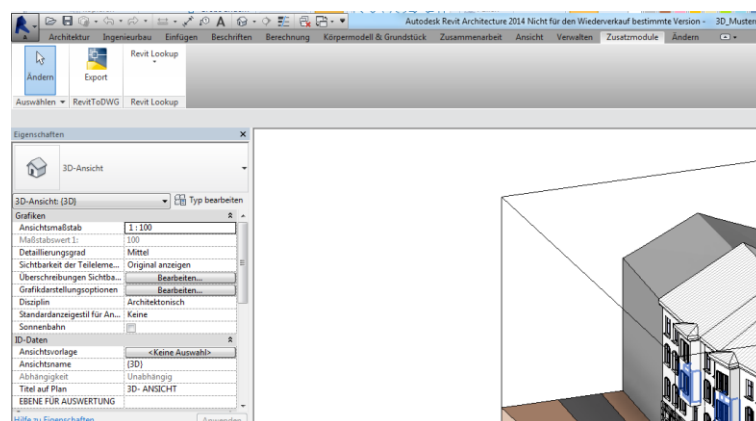 Autodesk Revit Architecture 2014 Nicht für den Wiederverkauf bestimmte Version - 3D_Muster
Architektur Ingenieurbau Einfügen Beschriften Berechnung Körpermodell & Grundstück Zusammenarbeit Ansicht Verwalten Zusatzmodule Ändern
Ändern
Export
Revit Lookup
Auswählen RevitToDWG Revit Lookup
Eigenschaften
3D-Ansicht
3D-Ansicht: {3D} Typ bearbeiten
Grafiken
Ansichtsmaßstab 1 : 100
Maßstabswert 1: 100
Detaillierungsgrad Mittel
Sichtbarkeit der Teileleme... Original anzeigen
Überschreibungen Sichtba... Bearbeiten...
Grafikdarstellungsoptionen Bearbeiten...
Disziplin Architektonisch
Standardanzeigestil für An... Keine
Sonnenbahn
ID-Daten
Ansichtsvorlage <Keine Auswahl>
Ansichtsname {3D}
Abhängigkeit Unabhängig
Titel auf Plan 3D- ANSICHT
EBENE FÜR AUSWERTUNG
Hilfe zu Eigenschaften Anwenden